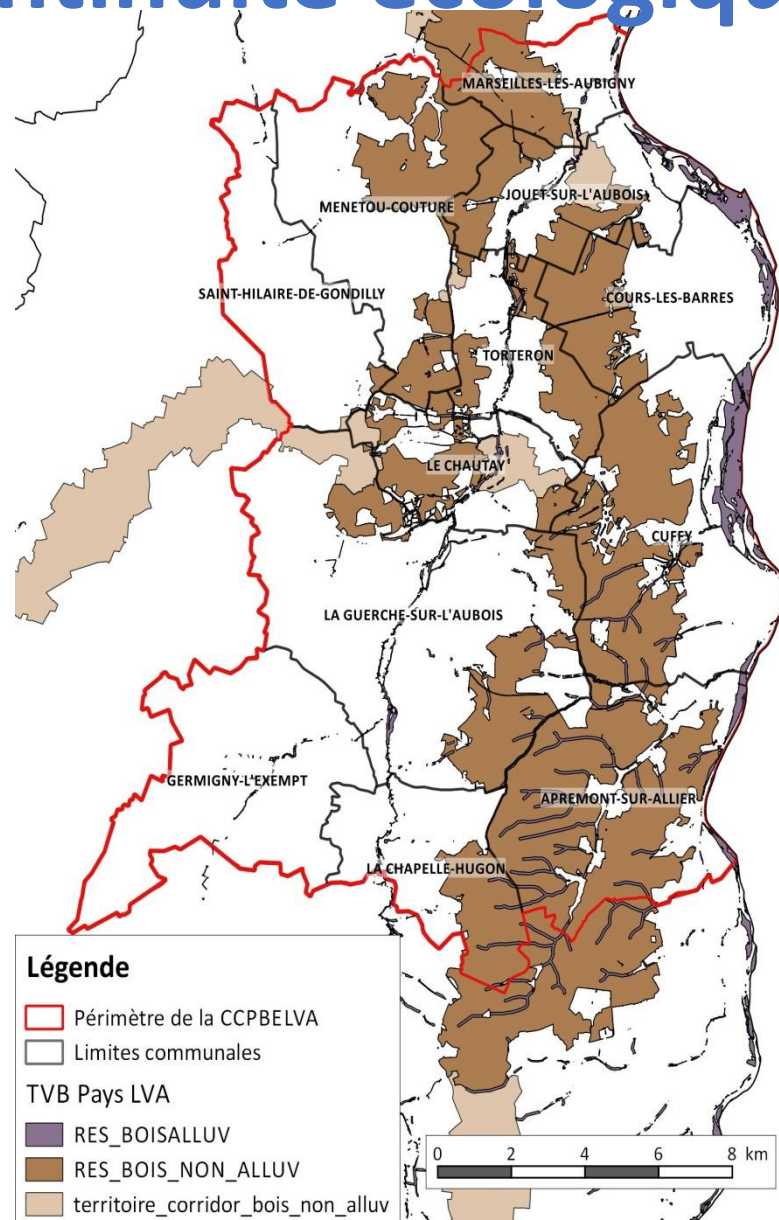 MARSEILLES-LES-AUBIGNY
MENETOU-COUTURE
JOUET-SUR-L'AUBOIS
SAINT-HILAIRE-DE-GONDILLY
COURS-LES-BARRES
TORTERON
LE CHAUTAY
CUFFY
LA GUERCHE-SUR-L'AUBOIS
GERMIGNY-L'EXEMPT
APREMONT-SUR-ALLIER
LA CHAPELLE-HUGON
Légende
Périmètre de la CCPBELVA
Limites communales
TVB Pays LVA
RES_BOISALLUV
RES_BOIS_NON_ALLUV
territoire_corridor_bois_non_alluv
0 2 4 6 8 km